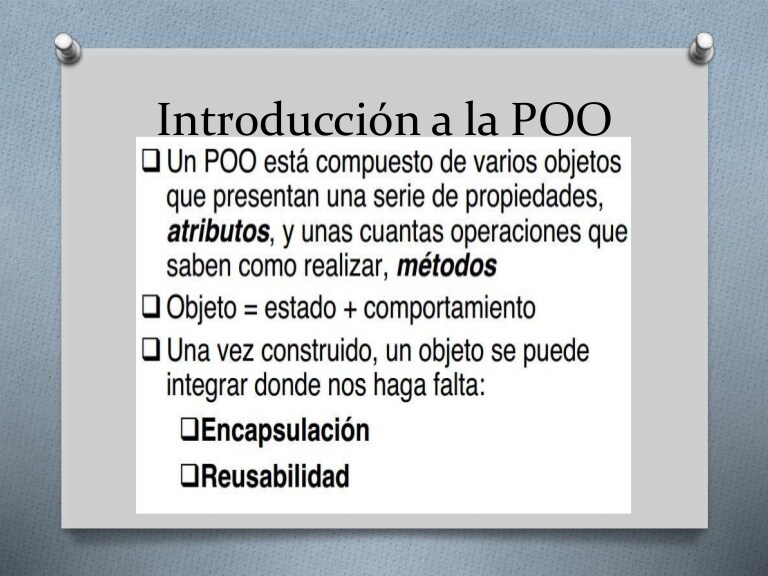 Introducción a la POO
❑ Un POO está compuesto de varios objetos
que presentan una serie de propiedades,
atributos, y unas cuantas operaciones que
saben como realizar, métodos
❑ Objeto = estado + comportamiento
❑ Una vez construido, un objeto se puede
integrar donde nos haga falta:
❑Encapsulación
❑Reusabilidad